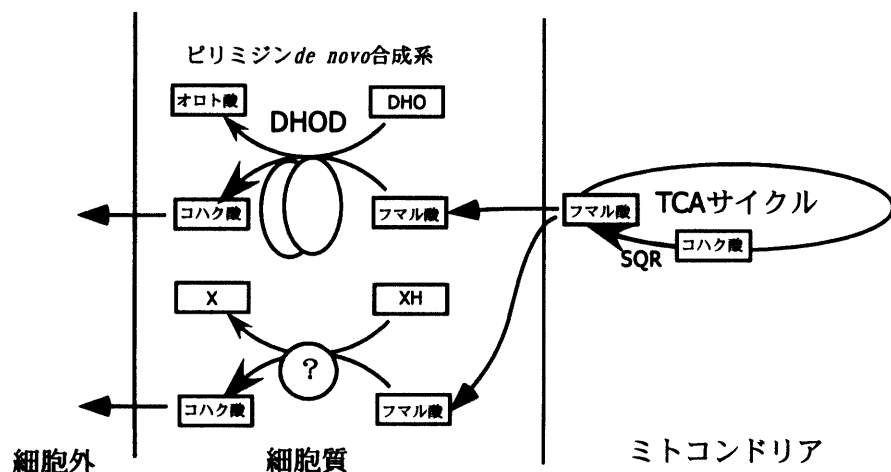 ピリミジンde novo合成系
オロト酸
DHOD
DHO
コハク酸
フマル酸
フマル酸
TCAサイクル
コハク酸
SQR
X
XH
?
コハク酸
フマル酸
細胞外
細胞質
ミトコンドリア